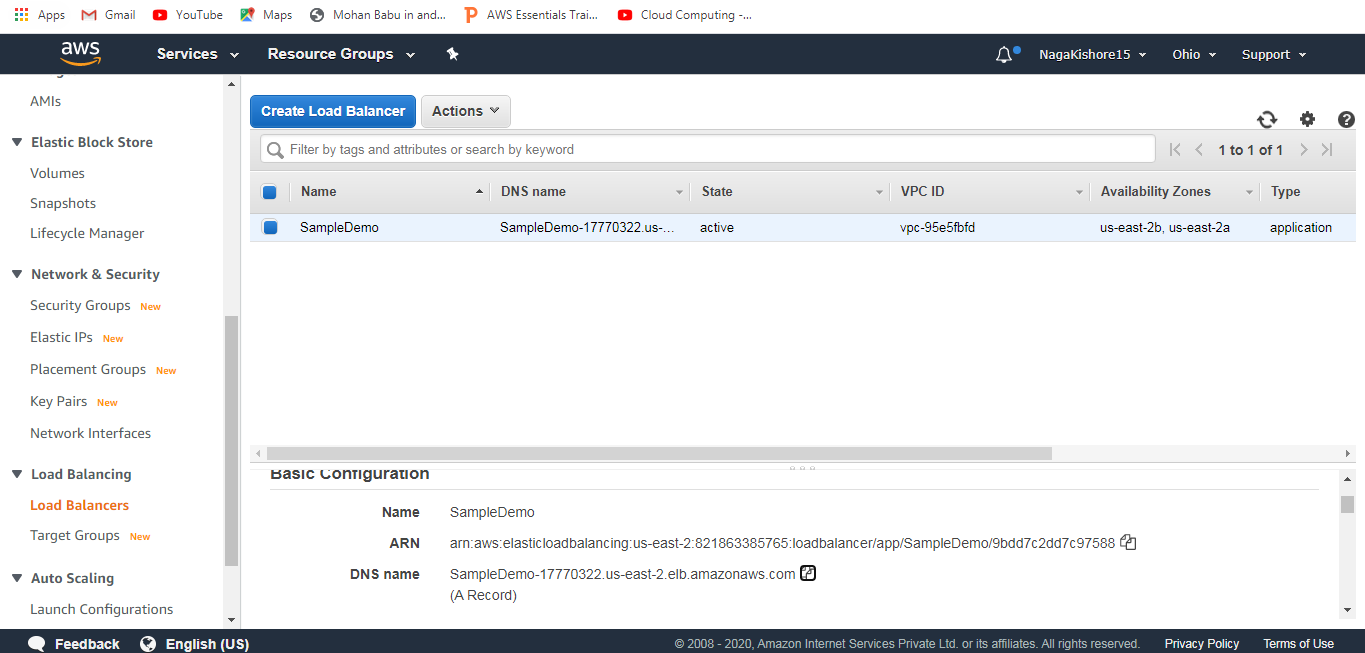 Apps Gmail YouTube Maps Mohan Babu in and... AWS Essentials Trai... Cloud Computing -...
aws Services Resource Groups NagaKishore15 Ohio Support
AMIs
Elastic Block Store
Volumes
Snapshots
Lifecycle Manager
Network & Security
Security Groups New
Elastic IPs New
Placement Groups New
Key Pairs New
Network Interfaces
Load Balancing
Load Balancers
Target Groups New
Auto Scaling
Launch Configurations
Create Load Balancer Actions
Filter by tags and attributes or search by keyword 1 to 1 of 1
Name DNS name State VPC ID Availability Zones Type
SampleDemo SampleDemo-17770322.us-... active vpc-95e5fbfd us-east-2b, us-east-2a application
Basic Configuration
Name SampleDemo
ARN arn:aws:elasticloadbalancing:us-east-2:821863385765:loadbalancer/app/SampleDemo/9bdd7c2dd7c97588
DNS name SampleDemo-17770322.us-east-2.elb.amazonaws.com
(A Record)
Feedback English (US) © 2008 - 2020, Amazon Internet Services Private Ltd. or its affiliates. All rights reserved. Privacy Policy Terms of Use